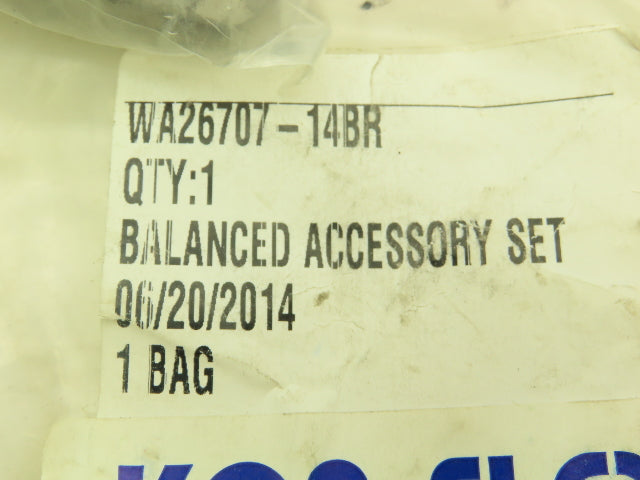 WA26707-14BR
QTY:1
BALANCED ACCESSORY SET
06/20/2014
1 BAG